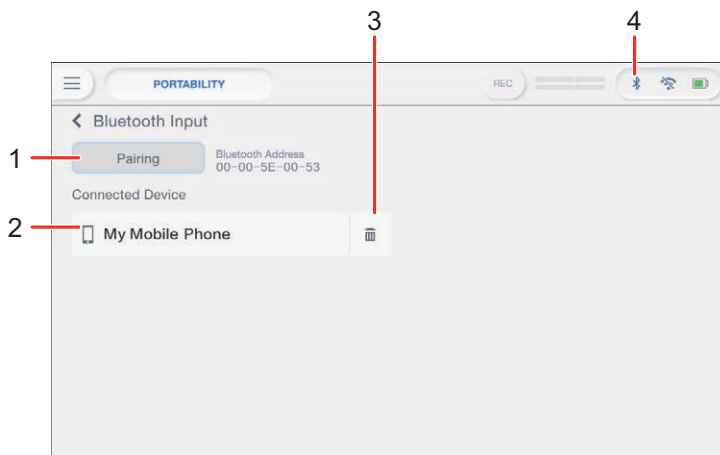 3
4
PORTABILITY
REC
Bluetooth Input
1
Pairing
Bluetooth Address
00-00-5E-00-53
Connected Device
2
My Mobile Phone